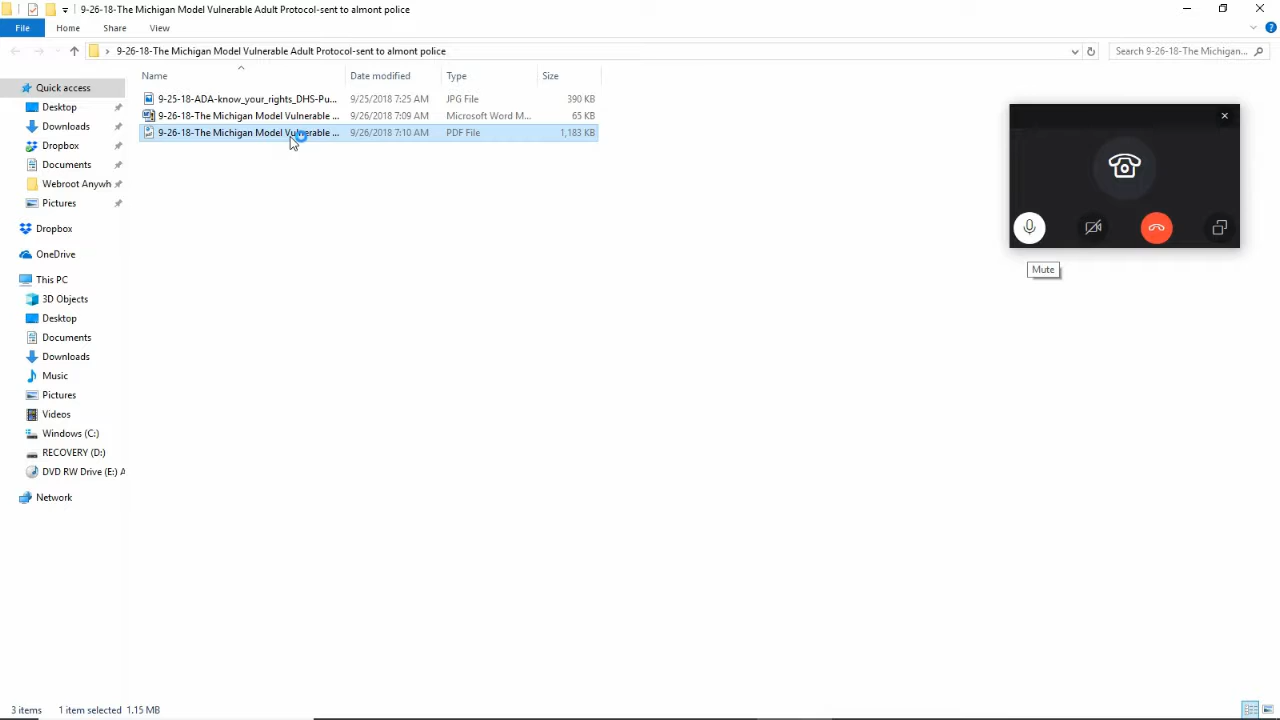 9-26-18-The Michigan Model Vulnerable Adult Protocol-sent to almont police
File Home Share View
9-26-18-The Michigan Model Vulnerable Adult Protocol-sent to almont police
Search 9-26-18-The Michigan...
Name Date modified Type Size
9-25-18-ADA-know_your_rights_DHS-Pu... 9/25/2018 7:25 AM JPG File 390 KB
9-26-18-The Michigan Model Vulnerable ... 9/26/2018 7:09 AM Microsoft Word M... 65 KB
9-26-18-The Michigan Model Vulnerable ... 9/26/2018 7:10 AM PDF File 1,183 KB
Quick access
Desktop
Downloads
Dropbox
Documents
Webroot Anywh
Pictures
Dropbox
OneDrive
This PC
3D Objects
Desktop
Documents
Downloads
Music
Pictures
Videos
Windows (C:)
RECOVERY (D:)
DVD RW Drive (E:) A
Network
Mute
3 items 1 item selected 1.15 MB